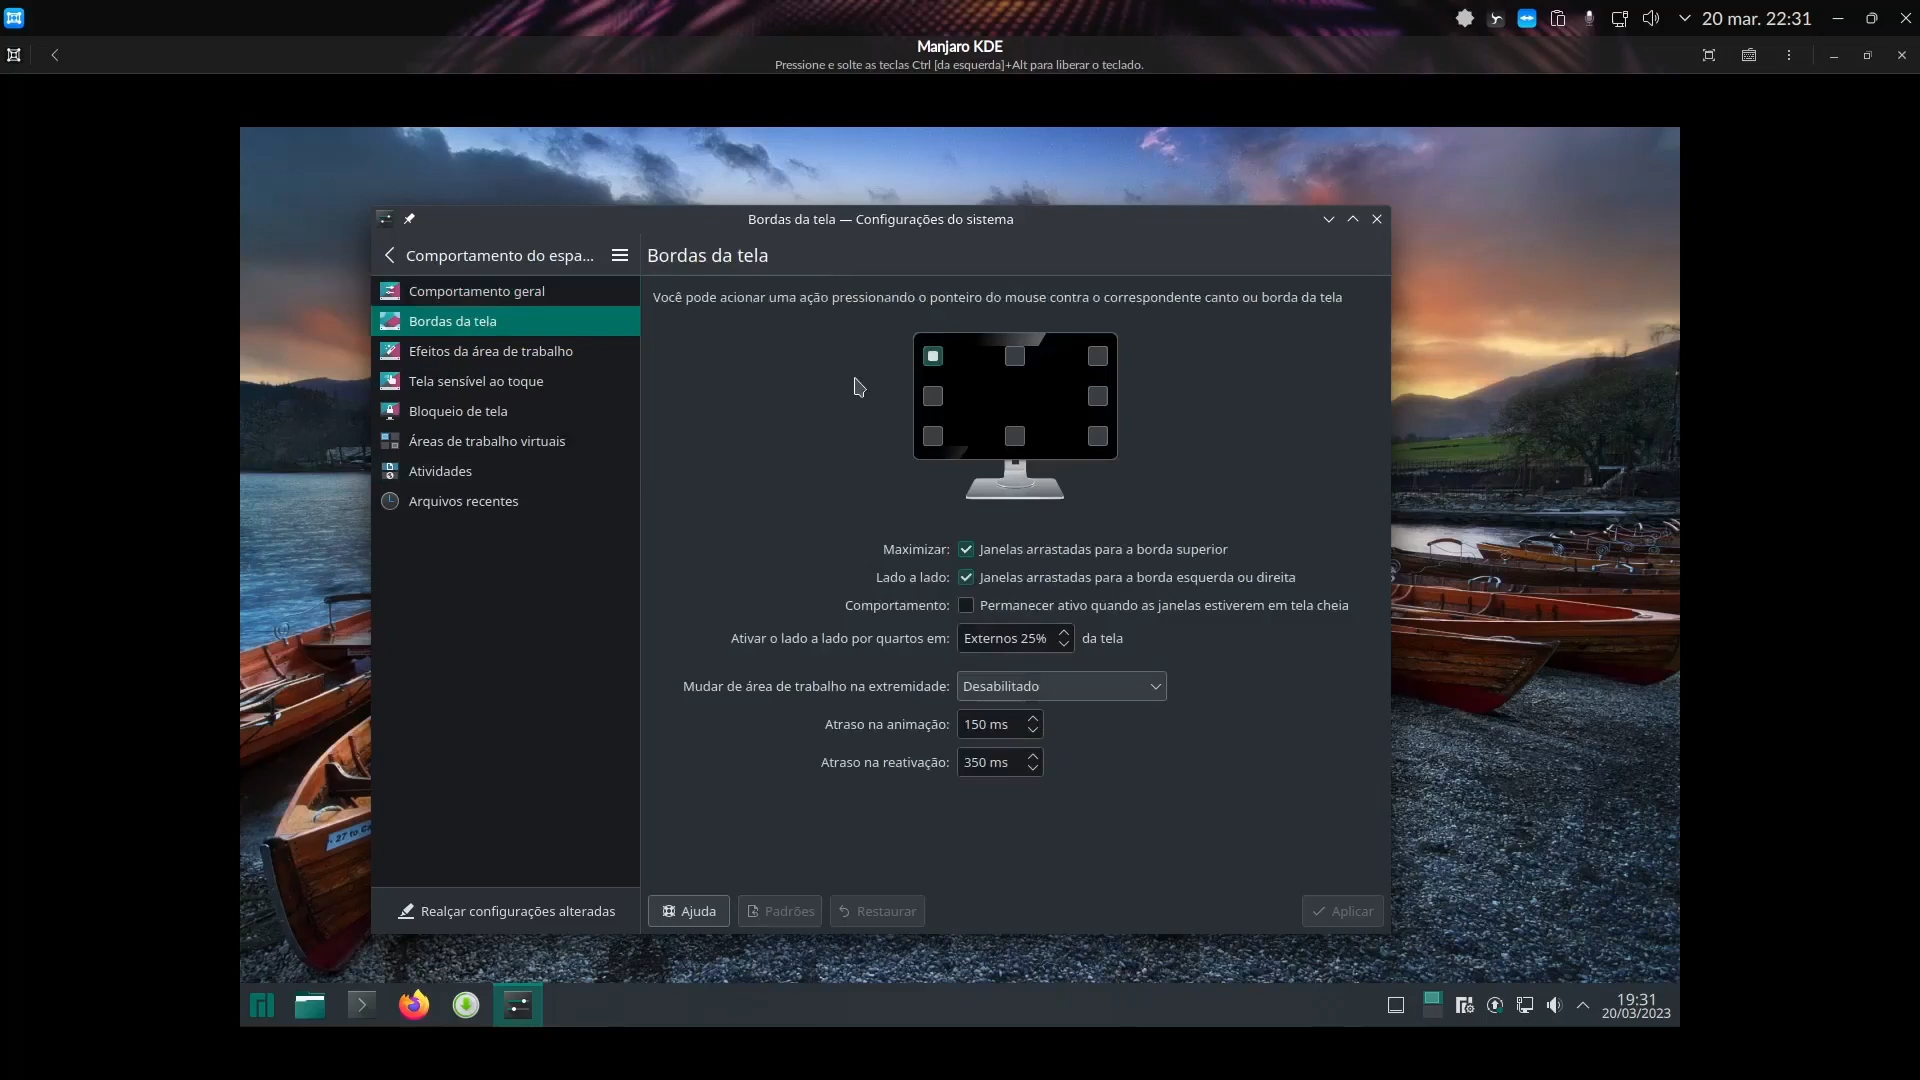 20 mar. 22:31
Manjaro KDE
Pressione e solte as teclas Ctrl [da esquerda]+Alt para liberar o teclado.
Bordas da tela — Configurações do sistema
Comportamento do espa...
Bordas da tela
Comportamento geral
Bordas da tela
Efeitos da área de trabalho
Tela sensível ao toque
Bloqueio de tela
Áreas de trabalho virtuais
Atividades
Arquivos recentes
Realçar configurações alteradas
Você pode acionar uma ação pressionando o ponteiro do mouse contra o correspondente canto ou borda da tela
Maximizar: Janelas arrastadas para a borda superior
Lado a lado: Janelas arrastadas para a borda esquerda ou direita
Comportamento: Permanecer ativo quando as janelas estiverem em tela cheia
Ativar o lado a lado por quartos em: Externos 25% da tela
Mudar de área de trabalho na extremidade: Desabilitado
Atraso na animação: 150 ms
Atraso na reativação: 350 ms
Ajuda Padrões Restaurar Aplicar
19:31
20/03/2023